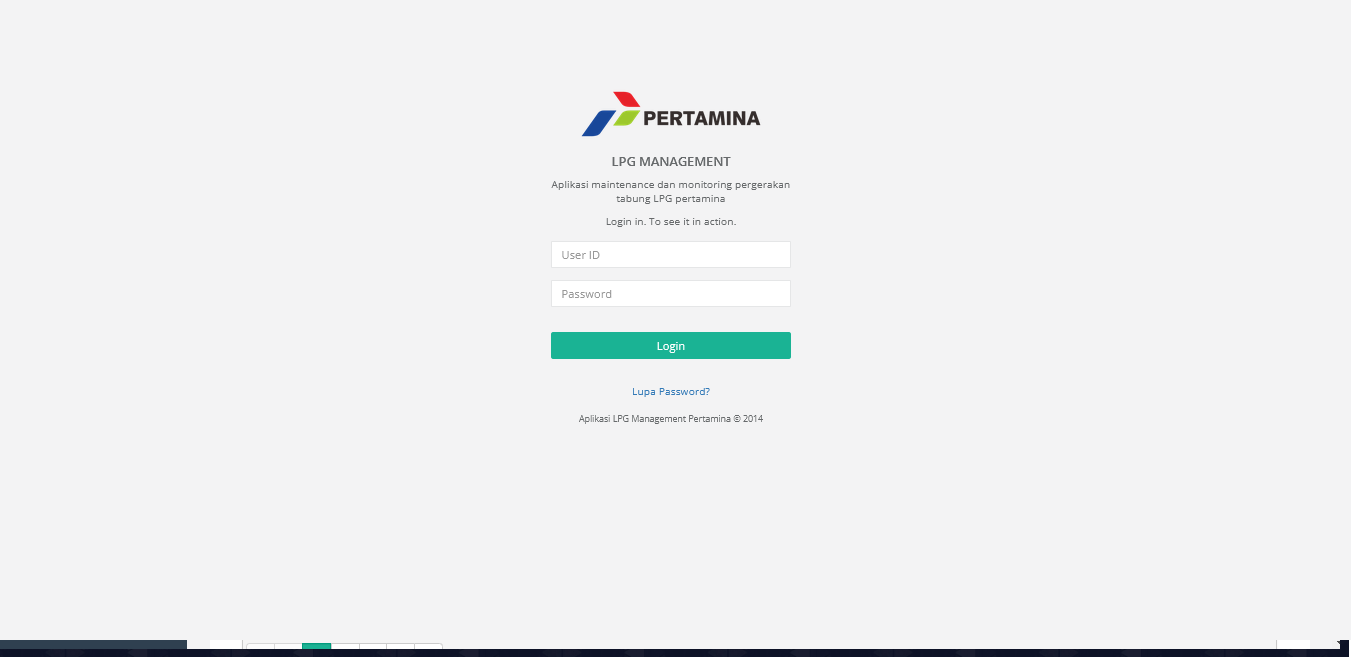 PERTAMINA
LPG MANAGEMENT
Aplikasi maintenance dan monitoring pergerakan
tabung LPG pertamina
Login in. To see it in action.
User ID
Password
Login
Lupa Password?
Aplikasi LPG Management Pertamina © 2014